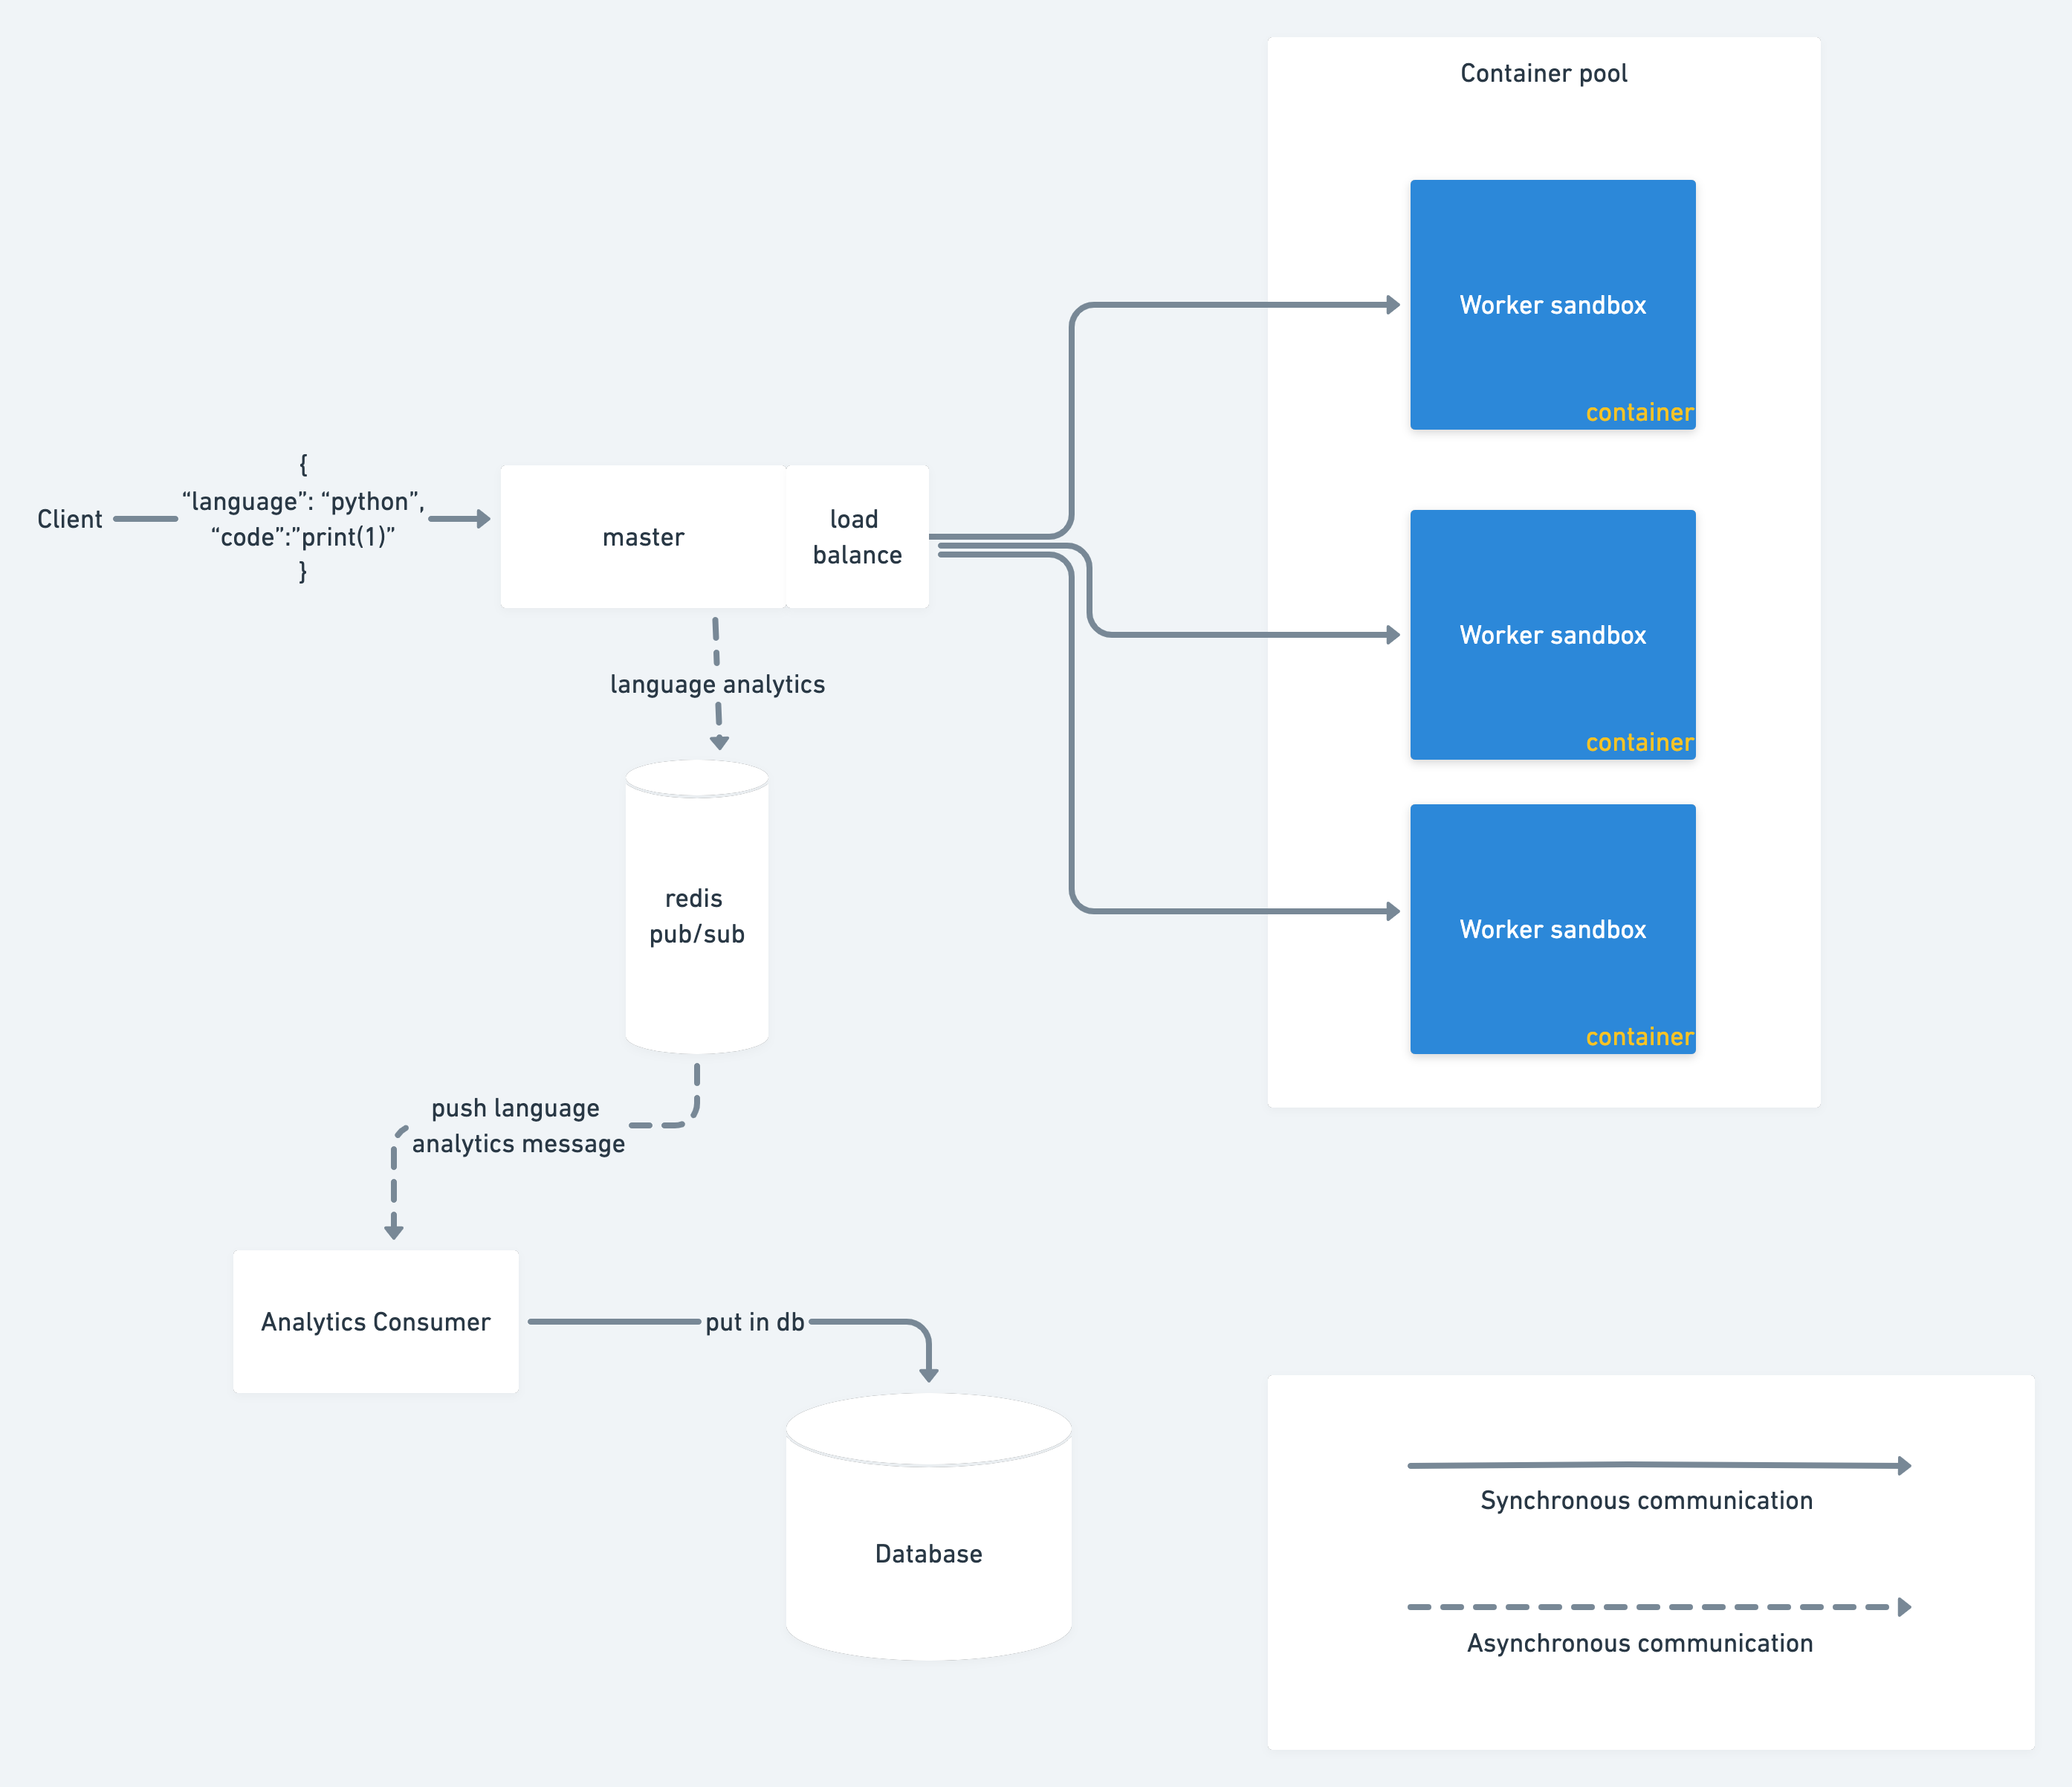 Container pool
Worker sandbox
container
{
“language”: “python”,
“code”:”print(1)”
}
Client
master
load
balance
Worker sandbox
container
language analytics
redis
pub/sub
Worker sandbox
container
push language
analytics message
Analytics Consumer
put in db
Database
Synchronous communication
Asynchronous communication